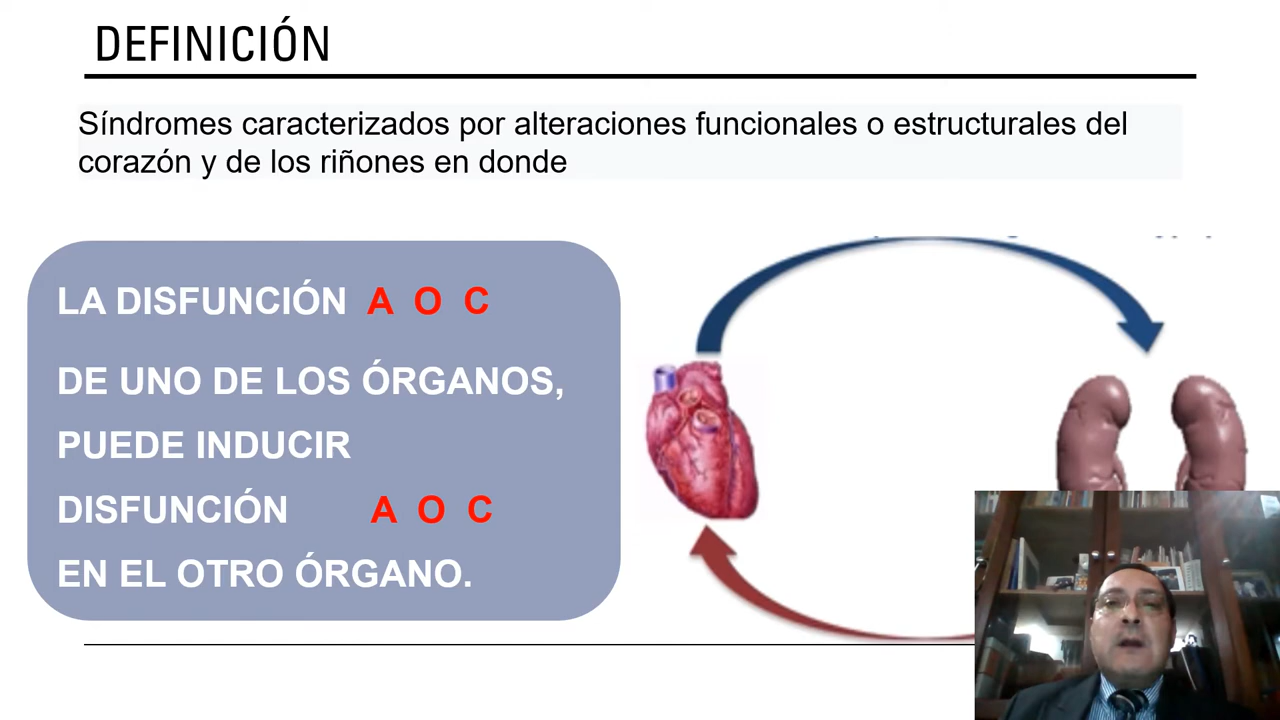 DEFINICIÓN
Síndromes caracterizados por alteraciones funcionales o estructurales del
corazón y de los riñones en donde
LA DISFUNCIÓN A O C
DE UNO DE LOS ÓRGANOS,
PUEDE INDUCIR
DISFUNCIÓN A O C
EN EL OTRO ÓRGANO.